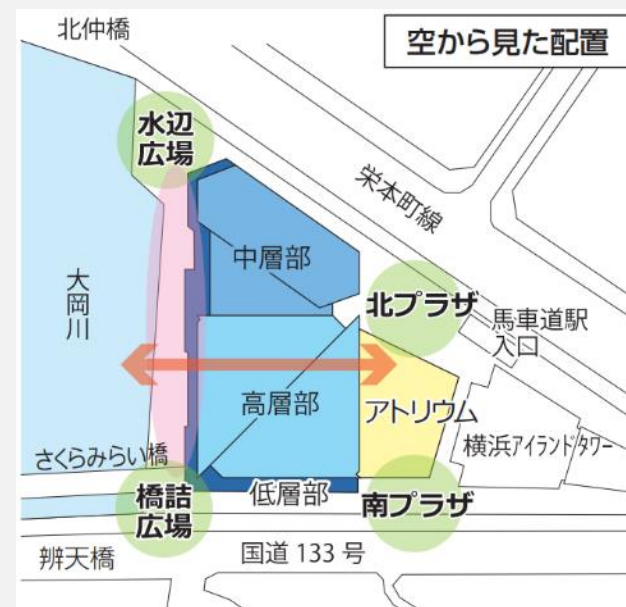 北仲橋
空から見た配置
水辺
広場
栄本町線
中層部
大岡川
北プラザ
馬車道駅
入口
高層部
アトリウム
横浜アイランドタワー
さくらみらい橋
橋詰
広場
低層部
南プラザ
辨天橋
国道 133 号